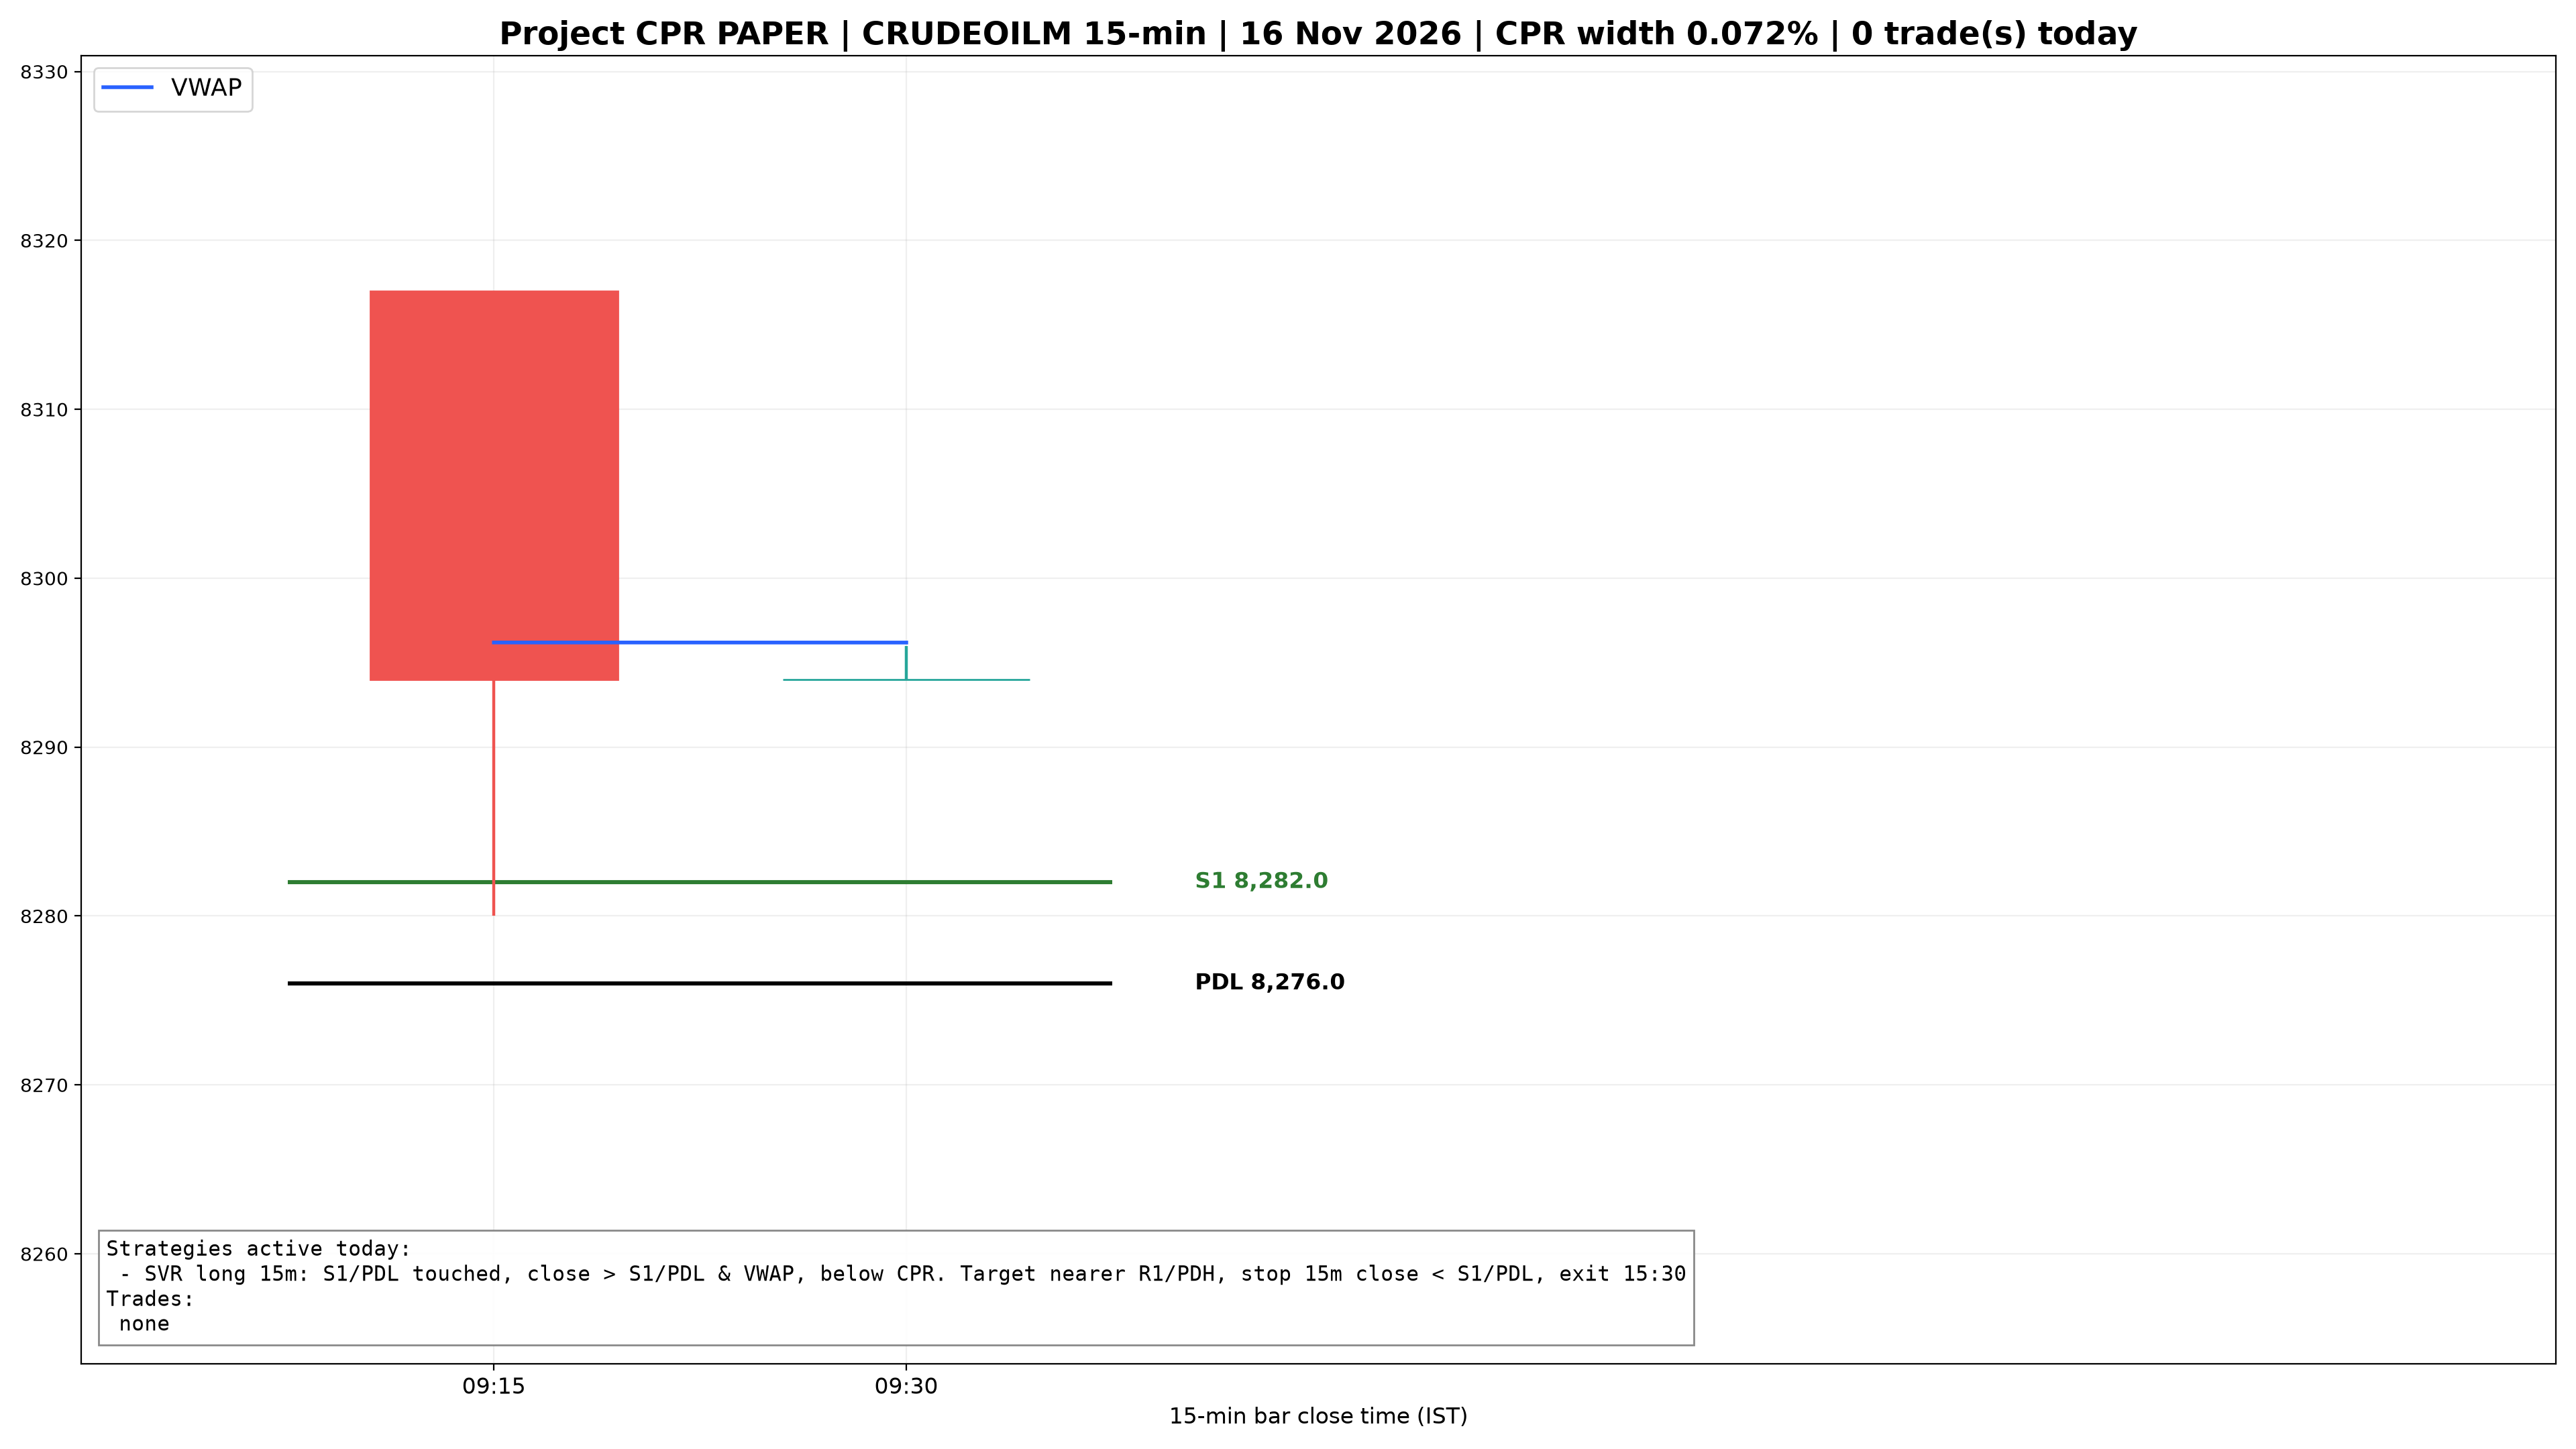 Project CPR PAPER | CRUDEOILM 15-min | 16 Nov 2026 | CPR width 0.072% | 0 trade(s) today
VWAP
8330
8320
8310
8300
8290
8280
8270
8260
S1 8,282.0
PDL 8,276.0
Strategies active today:
- SVR long 15m: S1/PDL touched, close > S1/PDL & VWAP, below CPR. Target nearer R1/PDH, stop 15m close < S1/PDL, exit 15:30
Trades:
none
09:15
09:30
15-min bar close time (IST)